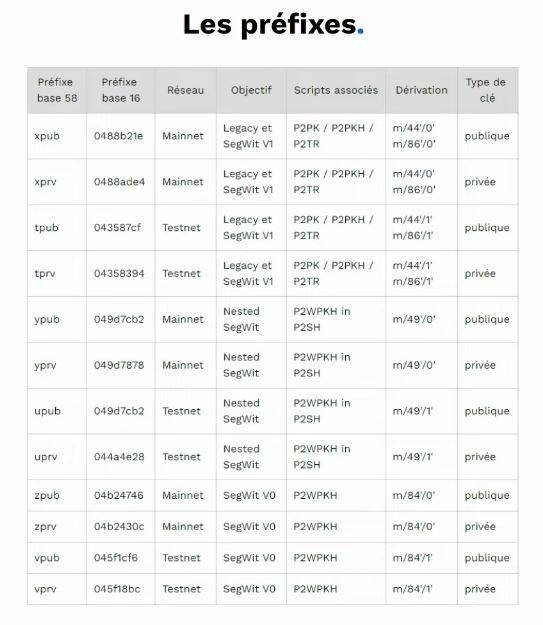 Les préfixes.
Préfixe base 58 | Préfixe base 16 | Réseau | Objectif | Scripts associés | Dérivation | Type de clé
xpub | 0488b21e | Mainnet | Legacy et SegWit V1 | P2PK / P2PKH / P2TR | m/44'/0' m/86'/0' | publique
xprv | 0488ade4 | Mainnet | Legacy et SegWit V1 | P2PK / P2PKH / P2TR | m/44'/0' m/86'/0' | privée
tpub | 043587cf | Testnet | Legacy et SegWit V1 | P2PK / P2PKH / P2TR | m/44'/1' m/86'/1' | publique
tprv | 04358394 | Testnet | Legacy et SegWit V1 | P2PK / P2PKH / P2TR | m/44'/1' m/86'/1' | privée
ypub | 049d7cb2 | Mainnet | Nested SegWit | P2WPKH in P2SH | m/49'/0' | publique
yprv | 049d7878 | Mainnet | Nested SegWit | P2WPKH in P2SH | m/49'/0' | privée
upub | 049d7cb2 | Testnet | Nested SegWit | P2WPKH in P2SH | m/49'/1' | publique
uprv | 044a4e28 | Testnet | Nested SegWit | P2WPKH in P2SH | m/49'/1' | privée
zpub | 04b24746 | Mainnet | SegWit V0 | P2WPKH | m/84'/0' | publique
zprv | 04b2430c | Mainnet | SegWit V0 | P2WPKH | m/84'/0' | privée
vpub | 045f1cf6 | Testnet | SegWit V0 | P2WPKH | m/84'/1' | publique
vprv | 045f18bc | Testnet | SegWit V0 | P2WPKH | m/84'/1' | privée